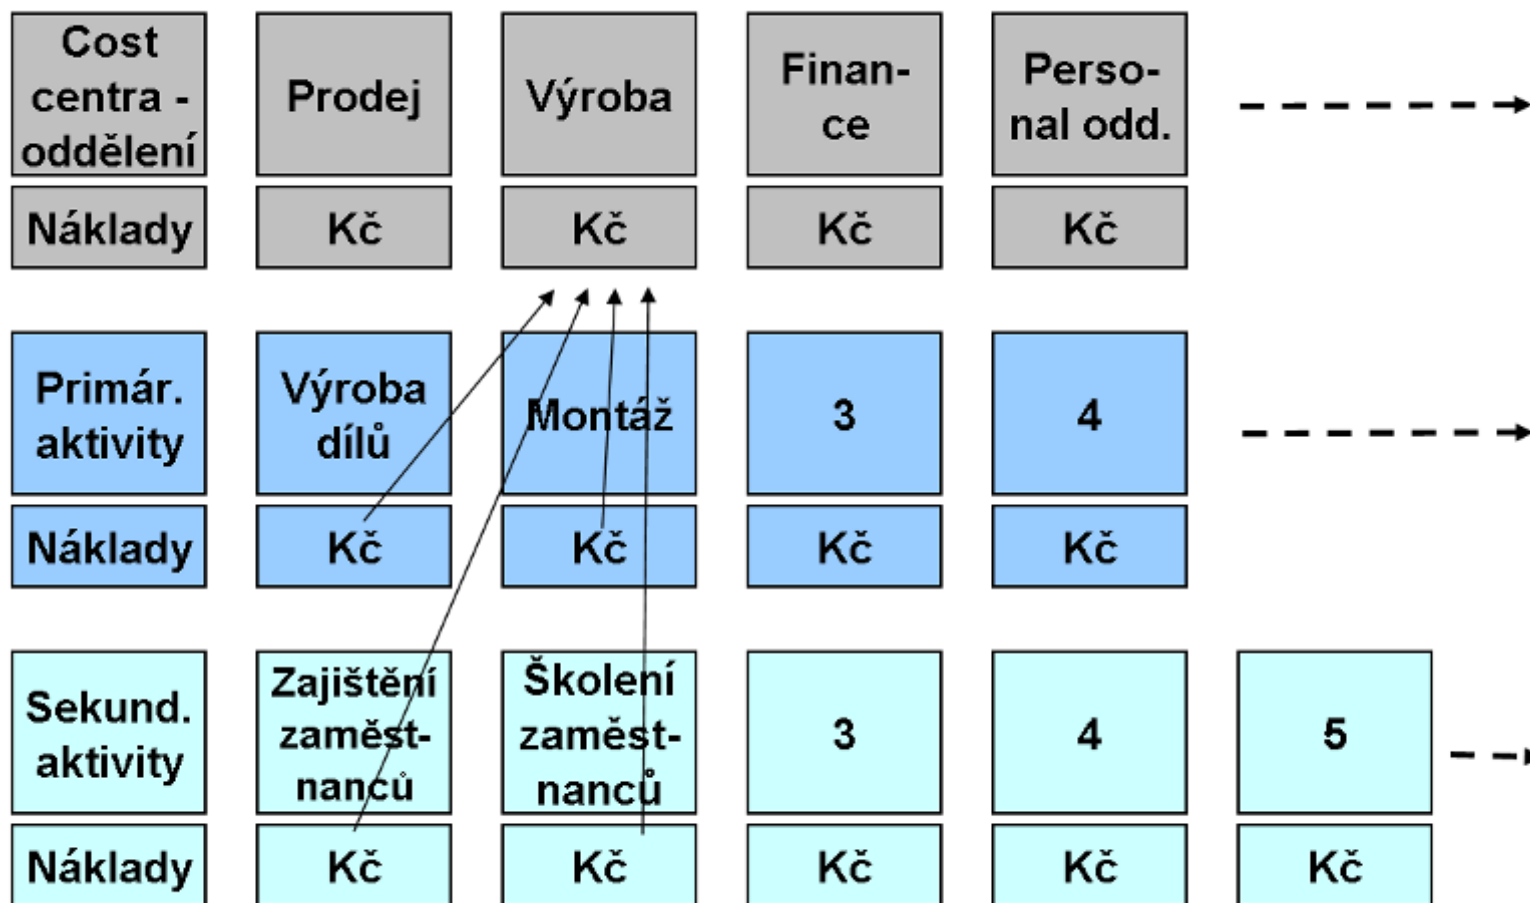 Cost
centra -
oddělení
Prodej
Výroba
Finan-
ce
Perso-
nal odd.
Náklady
Kč
Kč
Kč
Kč
Primár.
aktivity
Výroba
dílů
Montáž
3
4
Náklady
Kč
Kč
Kč
Kč
Sekund.
aktivity
Zajištění
zaměst-
nanců
Školení
zaměst-
nanců
3
4
5
Náklady
Kč
Kč
Kč
Kč
Kč